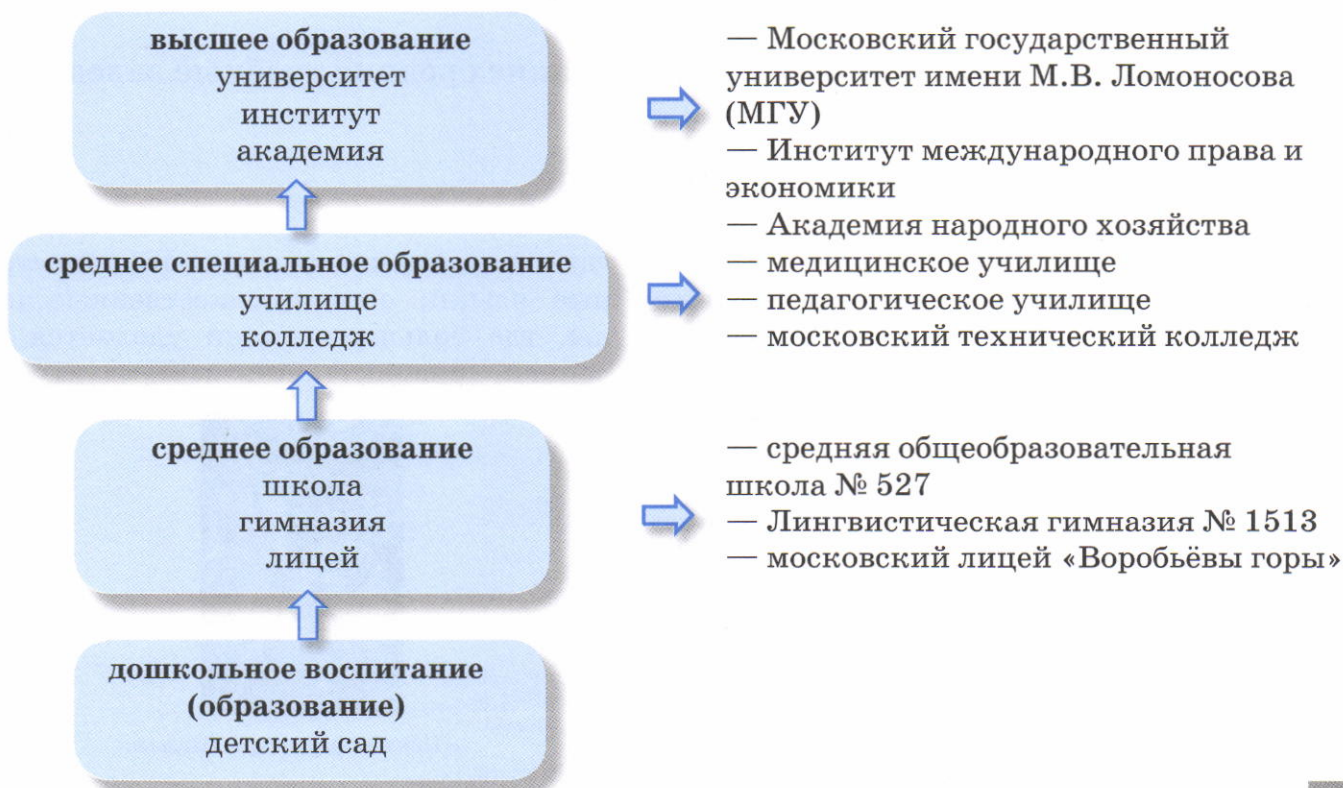 высшее образование
университет
институт
академия
— Московский государственный
университет имени М.В. Ломоносова
(МГУ)
— Институт международного права и
экономики
— Академия народного хозяйства
среднее специальное образование
училище
колледж
— медицинское училище
— педагогическое училище
— московский технический колледж
среднее образование
школа
гимназия
лицей
— средняя общеобразовательная
школа № 527
— Лингвистическая гимназия № 1513
— московский лицей «Воробьёвы горы»
дошкольное воспитание
(образование)
детский сад